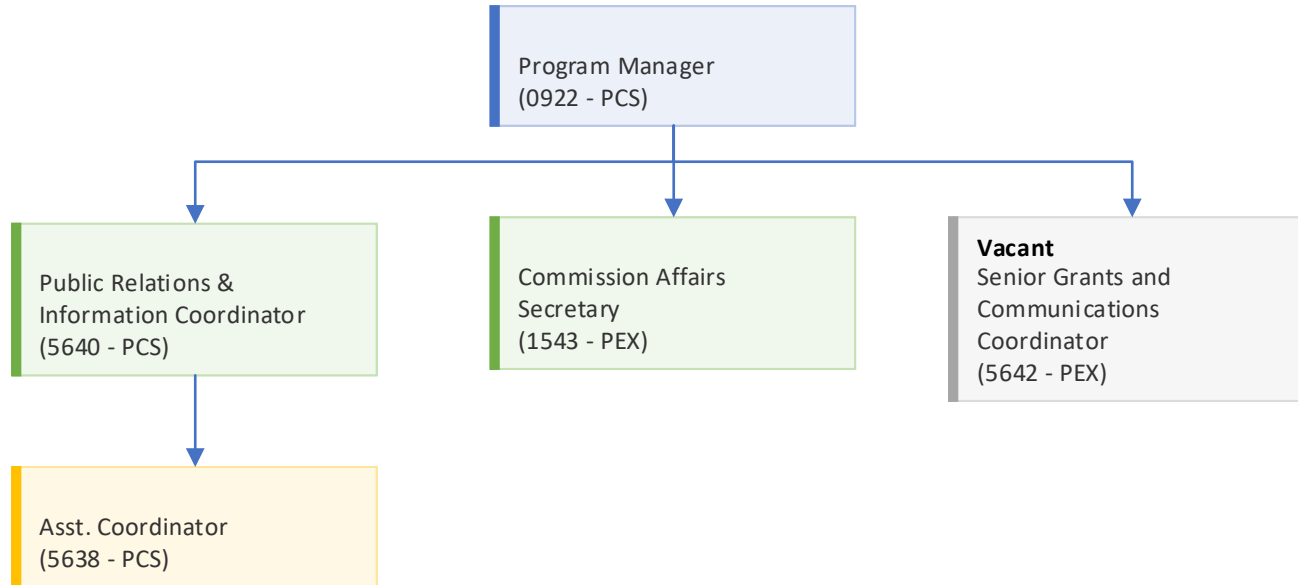 Program Manager
(0922 - PCS)
Public Relations &
Information Coordinator
(5640 - PCS)
Commission Affairs
Secretary
(1543 - PEX)
Vacant
Senior Grants and
Communications
Coordinator
(5642 - PEX)
Asst. Coordinator
(5638 - PCS)